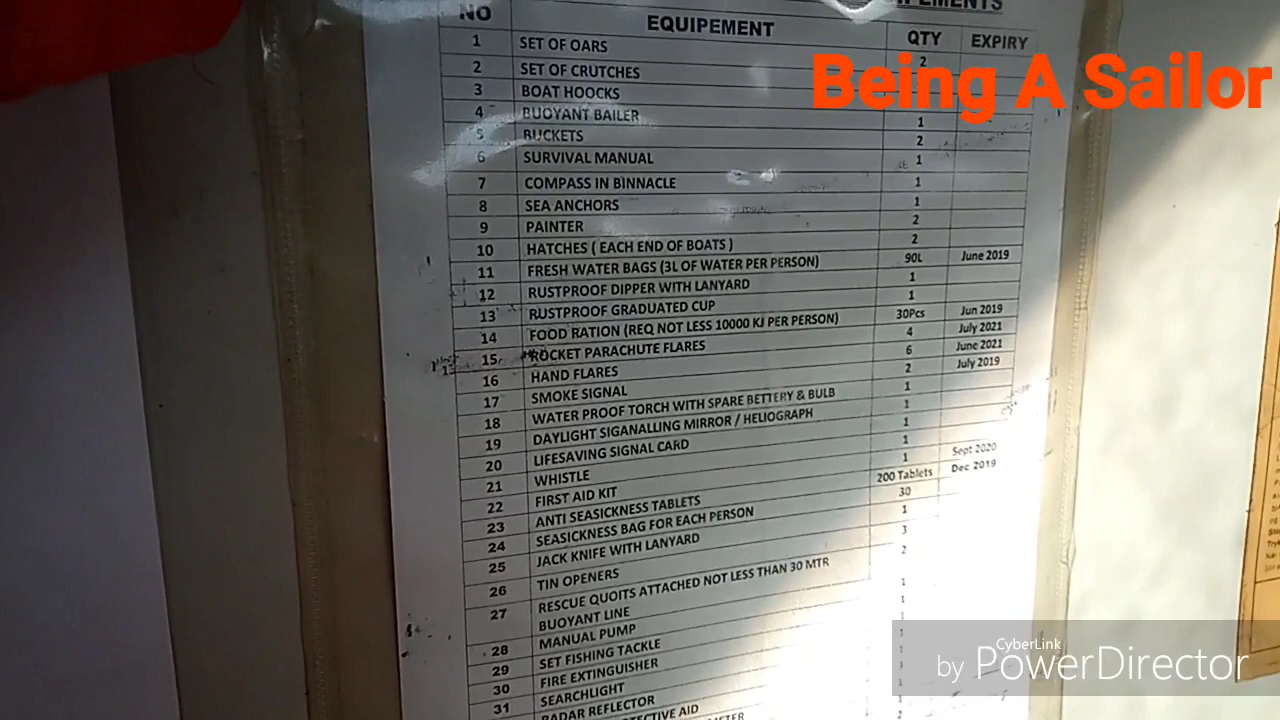 IPEMENTS
NO EQUIPEMENT QTY EXPIRY
1 SET OF OARS 2
2 SET OF CRUTCHES
3 BOAT HOOCKS
4 BUOYANT BAILER 1
5 BUCKETS 2
6 SURVIVAL MANUAL 1
7 COMPASS IN BINNACLE 1
8 SEA ANCHORS 1
9 PAINTER 2
10 HATCHES ( EACH END OF BOATS ) 2
11 FRESH WATER BAGS (3L OF WATER PER PERSON) 90L June 2019
12 RUSTPROOF DIPPER WITH LANYARD 1
13 RUSTPROOF GRADUATED CUP 1
14 FOOD RATION (REQ NOT LESS 10000 KJ PER PERSON) 30Pcs Jun 2019
15 ROCKET PARACHUTE FLARES 4 July 2021
16 HAND FLARES 6 June 2021
17 SMOKE SIGNAL 2 July 2019
18 WATER PROOF TORCH WITH SPARE BETTERY & BULB 1
19 DAYLIGHT SIGANALLING MIRROR / HELIOGRAPH 1
20 LIFESAVING SIGNAL CARD 1
21 WHISTLE 1
22 FIRST AID KIT 1 Sept 2020
23 ANTI SEASICKNESS TABLETS 200 Tablets Dec 2019
24 SEASICKNESS BAG FOR EACH PERSON 30
25 JACK KNIFE WITH LANYARD 1
26 TIN OPENERS 3
27 RESCUE QUOITS ATTACHED NOT LESS THAN 30 MTR 2
BUOYANT LINE
28 MANUAL PUMP 1
29 SET FISHING TACKLE 1
30 FIRE EXTINGUISHER 1
31 SEARCHLIGHT
RADAR REFLECTOR
Being A Sailor
CyberLink
by PowerDirector